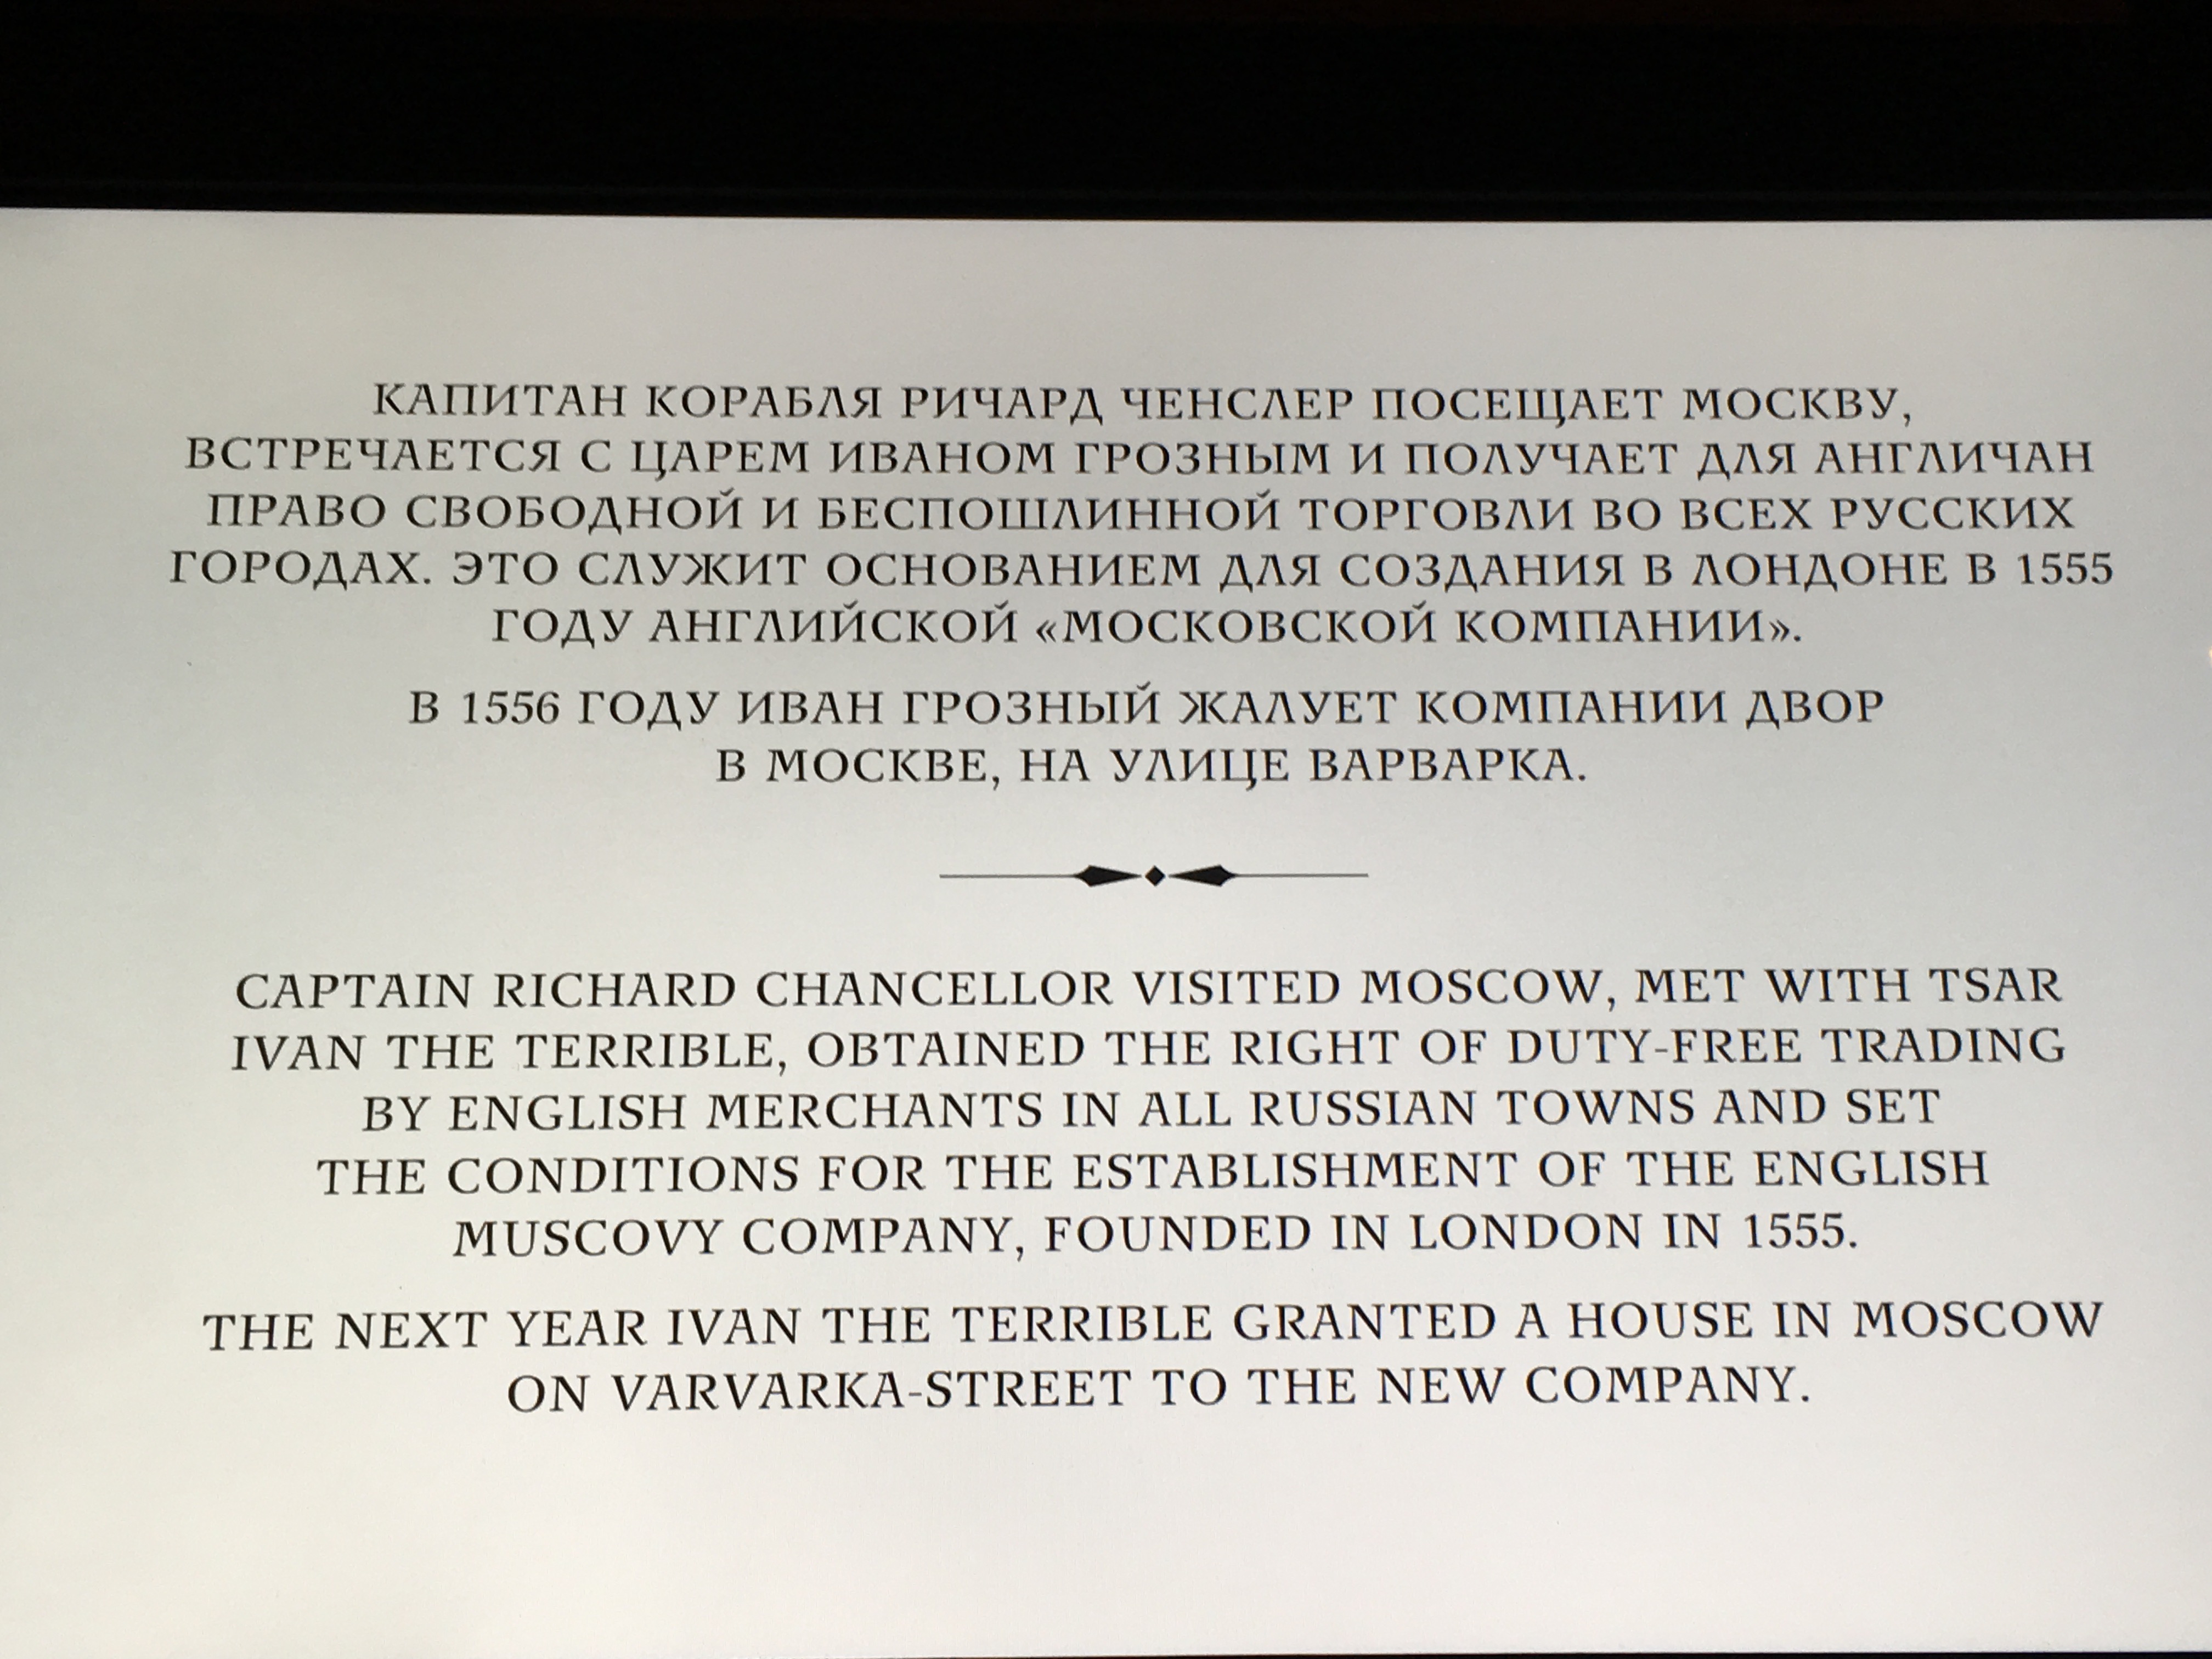 КАПИТАН КОРАБЛЯ РИЧАРД ЧЕНСЛЕР ПОСЕЩАЕТ МОСКВУ,
ВСТРЕЧАЕТСЯ С ЦАРЕМ ИВАНОМ ГРОЗНЫМ И ПОЛУЧАЕТ ДЛЯ АНГЛИЧАН
ПРАВО СВОБОДНОЙ И БЕСПОШЛИННОЙ ТОРГОВЛИ ВО ВСЕХ РУССКИХ
ГОРОДАХ. ЭТО СЛУЖИТ ОСНОВАНИЕМ ДЛЯ СОЗДАНИЯ В ЛОНДОНЕ В 1555
ГОДУ АНГЛИЙСКОЙ «МОСКОВСКОЙ КОМПАНИИ».
В 1556 ГОДУ ИВАН ГРОЗНЫЙ ЖАЛУЕТ КОМПАНИИ ДВОР
В МОСКВЕ, НА УЛИЦЕ ВАРВАРКА.
CAPTAIN RICHARD CHANCELLOR VISITED MOSCOW, MET WITH TSAR
IVAN THE TERRIBLE, OBTAINED THE RIGHT OF DUTY-FREE TRADING
BY ENGLISH MERCHANTS IN ALL RUSSIAN TOWNS AND SET
THE CONDITIONS FOR THE ESTABLISHMENT OF THE ENGLISH
MUSCOVY COMPANY, FOUNDED IN LONDON IN 1555.
THE NEXT YEAR IVAN THE TERRIBLE GRANTED A HOUSE IN MOSCOW
ON VARVARKA-STREET TO THE NEW COMPANY.